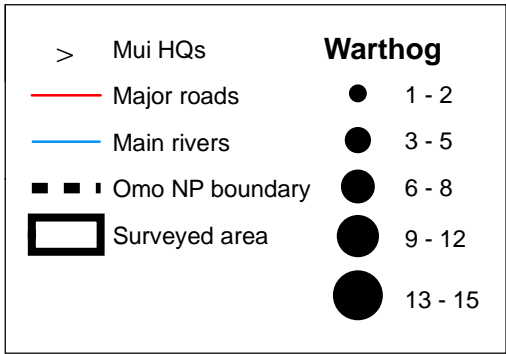 > Mui HQs
Major roads
Main rivers
Omo NP boundary
Surveyed area
Warthog
1 - 2
3 - 5
6 - 8
9 - 12
13 - 15